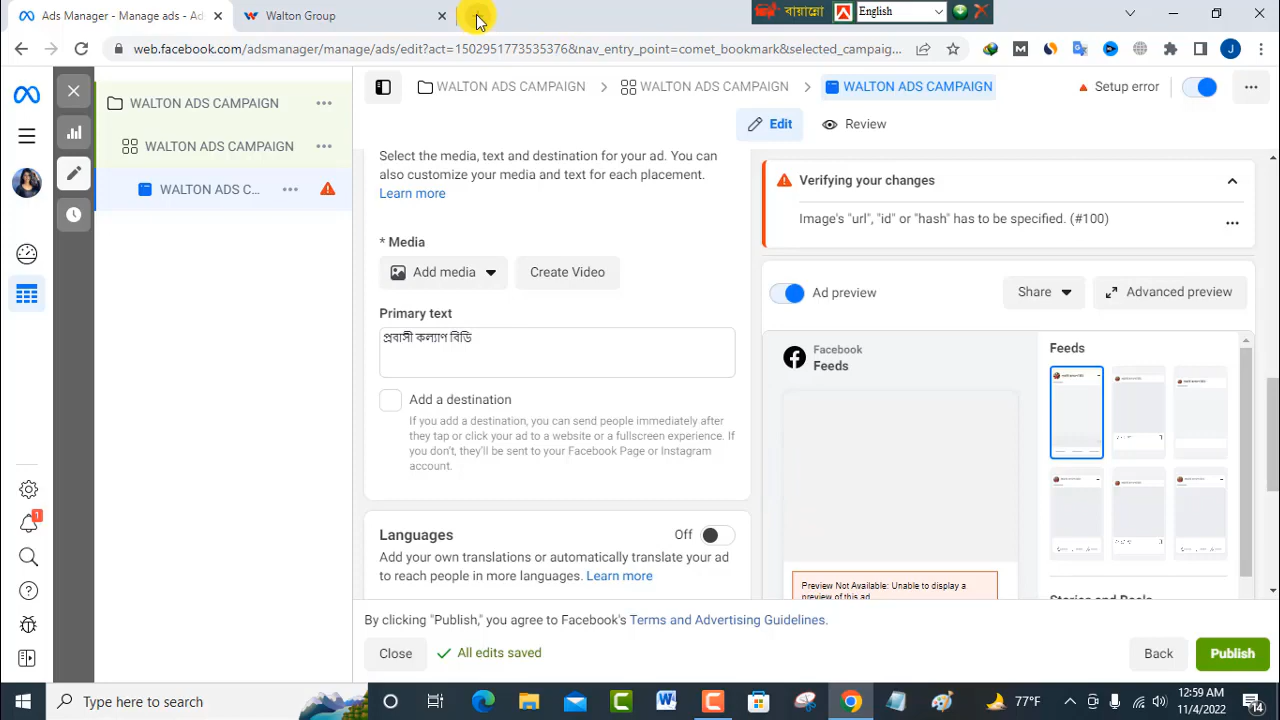 Ads Manager - Manage ads - Ad
Walton Group
বায়ান্নো
English
web.facebook.com/adsmanager/manage/ads/edit?act=1502951773535376&nav_entry_point=comet_bookmark&selected_campaig...
WALTON ADS CAMPAIGN
WALTON ADS CAMPAIGN
WALTON ADS C...
WALTON ADS CAMPAIGN > WALTON ADS CAMPAIGN > WALTON ADS CAMPAIGN
Setup error
Edit
Review
Select the media, text and destination for your ad. You can
also customize your media and text for each placement.
Learn more
* Media
Add media
Create Video
Primary text
প্রবাসী কল্যাণ বিডি
Add a destination
If you add a destination, you can send people immediately after
they tap or click your ad to a website or a fullscreen experience. If
you don't, they'll be sent to your Facebook Page or Instagram
account.
Languages
Off
Add your own translations or automatically translate your ad
to reach people in more languages. Learn more
Verifying your changes
Image's "url", "id" or "hash" has to be specified. (#100)
Ad preview
Share
Advanced preview
Facebook
Feeds
Feeds
Preview Not Available: Unable to display a
preview of this ad
Stories and Reels
By clicking "Publish," you agree to Facebook's Terms and Advertising Guidelines.
Close
All edits saved
Back
Publish
1
Type here to search
77°F
12:59 AM
11/4/2022
14